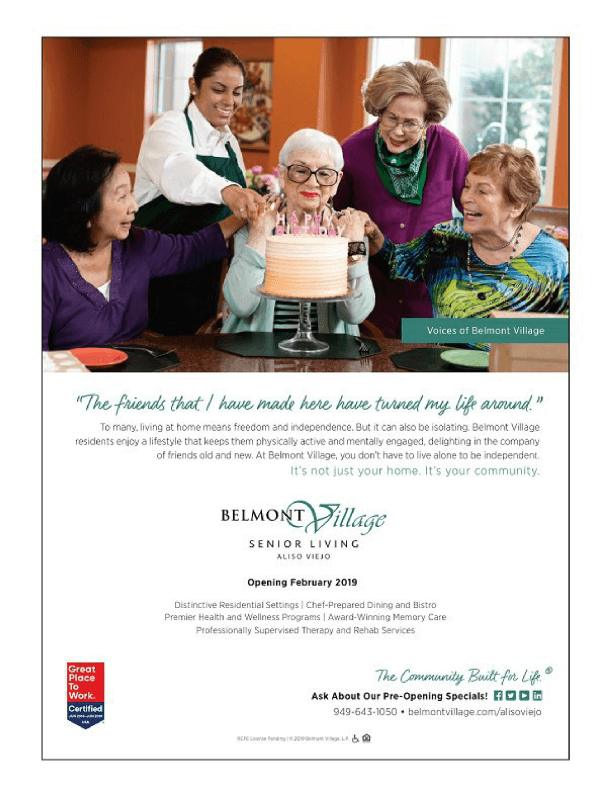 HAPPY
Voices of Belmont Village
"The friends that I have made here have turned my life around."
To many, living at home means freedom and independence. But it can also be isolating. Belmont Village
residents enjoy a lifestyle that keeps them physically active and mentally engaged, delighting in the company
of friends old and new. At Belmont Village, you don't have to live alone to be independent.
It's not just your home. It's your community.
BELMONT Village
SENIOR LIVING
ALISO VIEJO
Opening February 2019
Distinctive Residential Settings | Chef-Prepared Dining and Bistro
Premier Health and Wellness Programs | Award-Winning Memory Care
Professionally Supervised Therapy and Rehab Services
Great
Place
To
Work.
Certified
USA
The Community Built for Life®
Ask About Our Pre-Opening Specials!
949-643-1050 • belmontvillage.com/alisoviejo
RCFE License Pending | © 2019 Belmont Village, L.P.